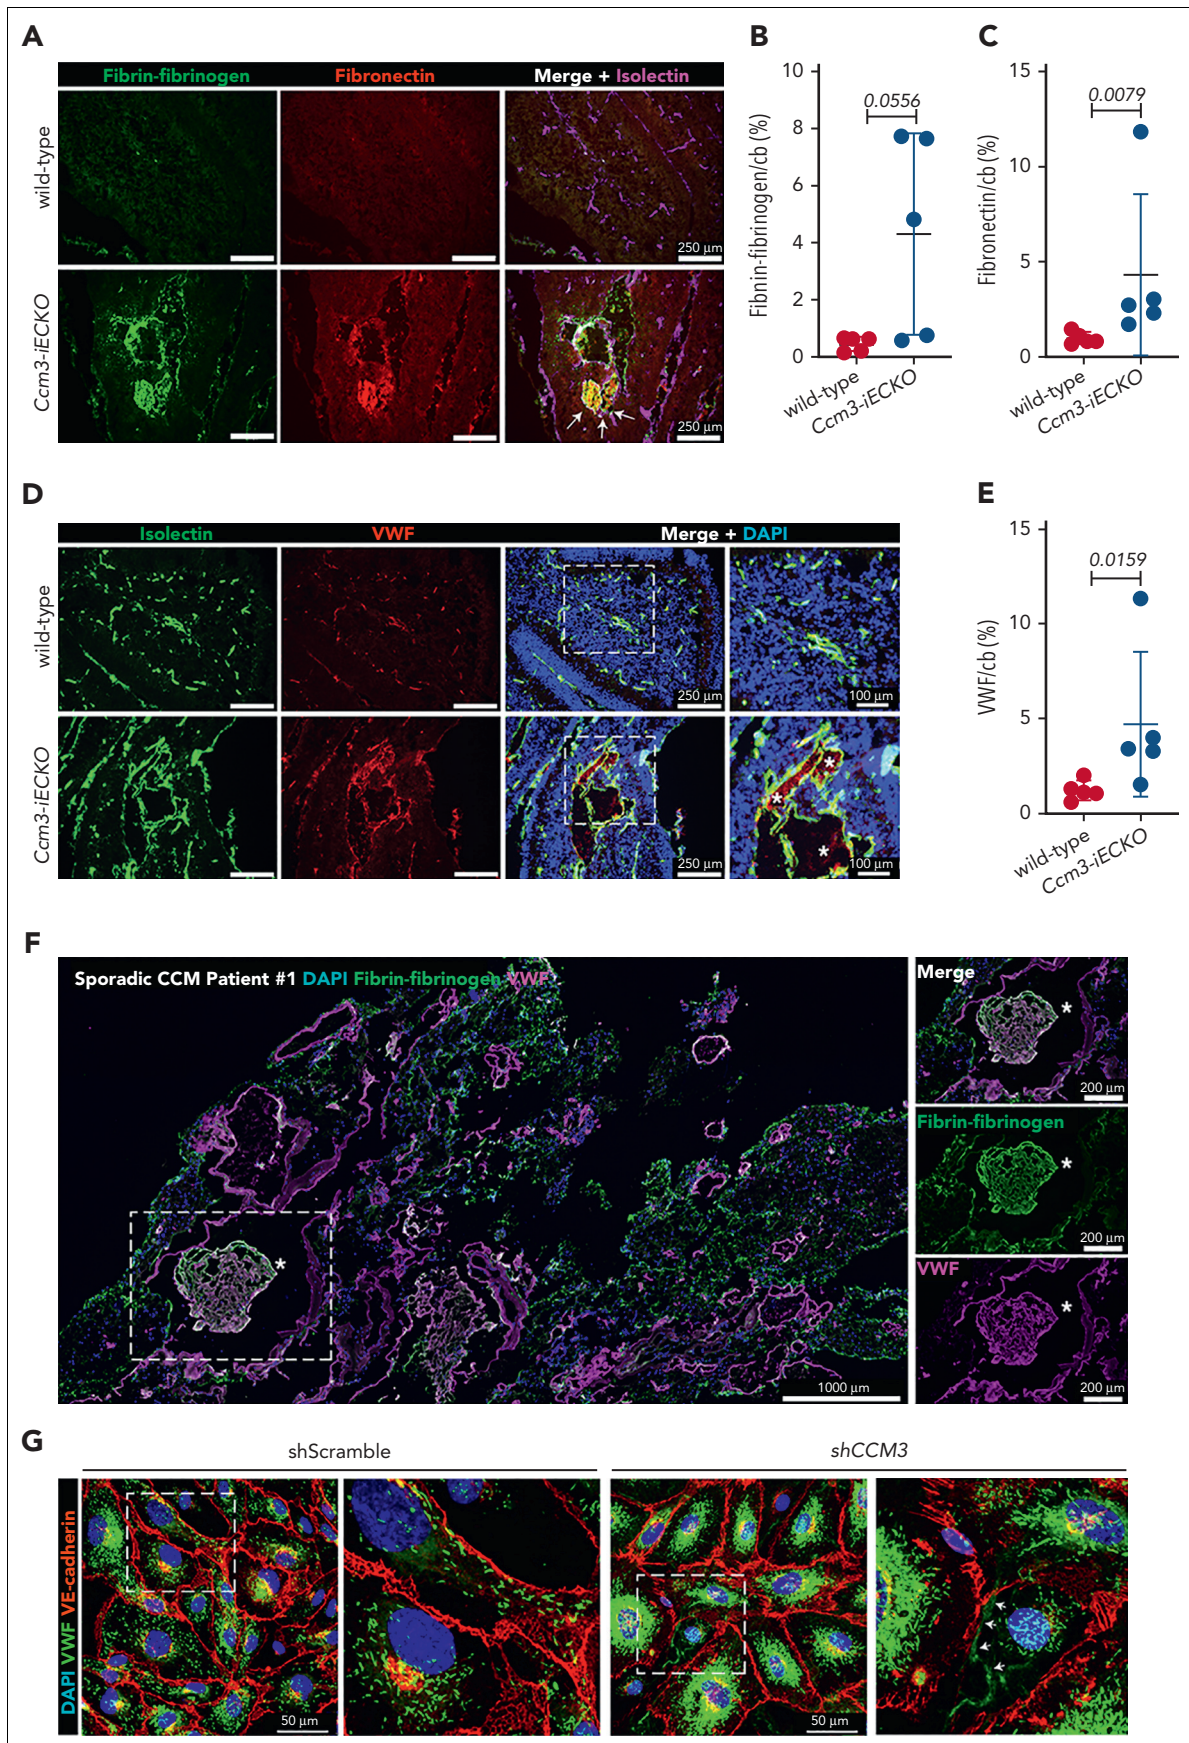 A
Fibrin-fibrinogen Fibronectin Merge + Isolectin
wild-type
250 µm
Ccm3-iECKO
250 µm
B
Fibnin-fibrinogen/cb (%)
10
8
6
4
2
0
0.0556
wild-type
Ccm3-iECKO
C
Fibronectin/cb (%)
15
10
5
0
0.0079
wild-type
Ccm3-iECKO
D
Isolectin VWF Merge + DAPI
wild-type
250 µm 100 µm
Ccm3-iECKO
* * *
250 µm 100 µm
E
VWF/cb (%)
15
10
5
0
0.0159
wild-type
Ccm3-iECKO
F
Sporadic CCM Patient #1 DAPI Fibrin-fibrinogen VWF
*
1000 µm
Merge
*
200 µm
Fibrin-fibrinogen
*
200 µm
VWF
*
200 µm
G
shScramble shCCM3
DAPI VWF VE-cadherin
50 µm 50 µm